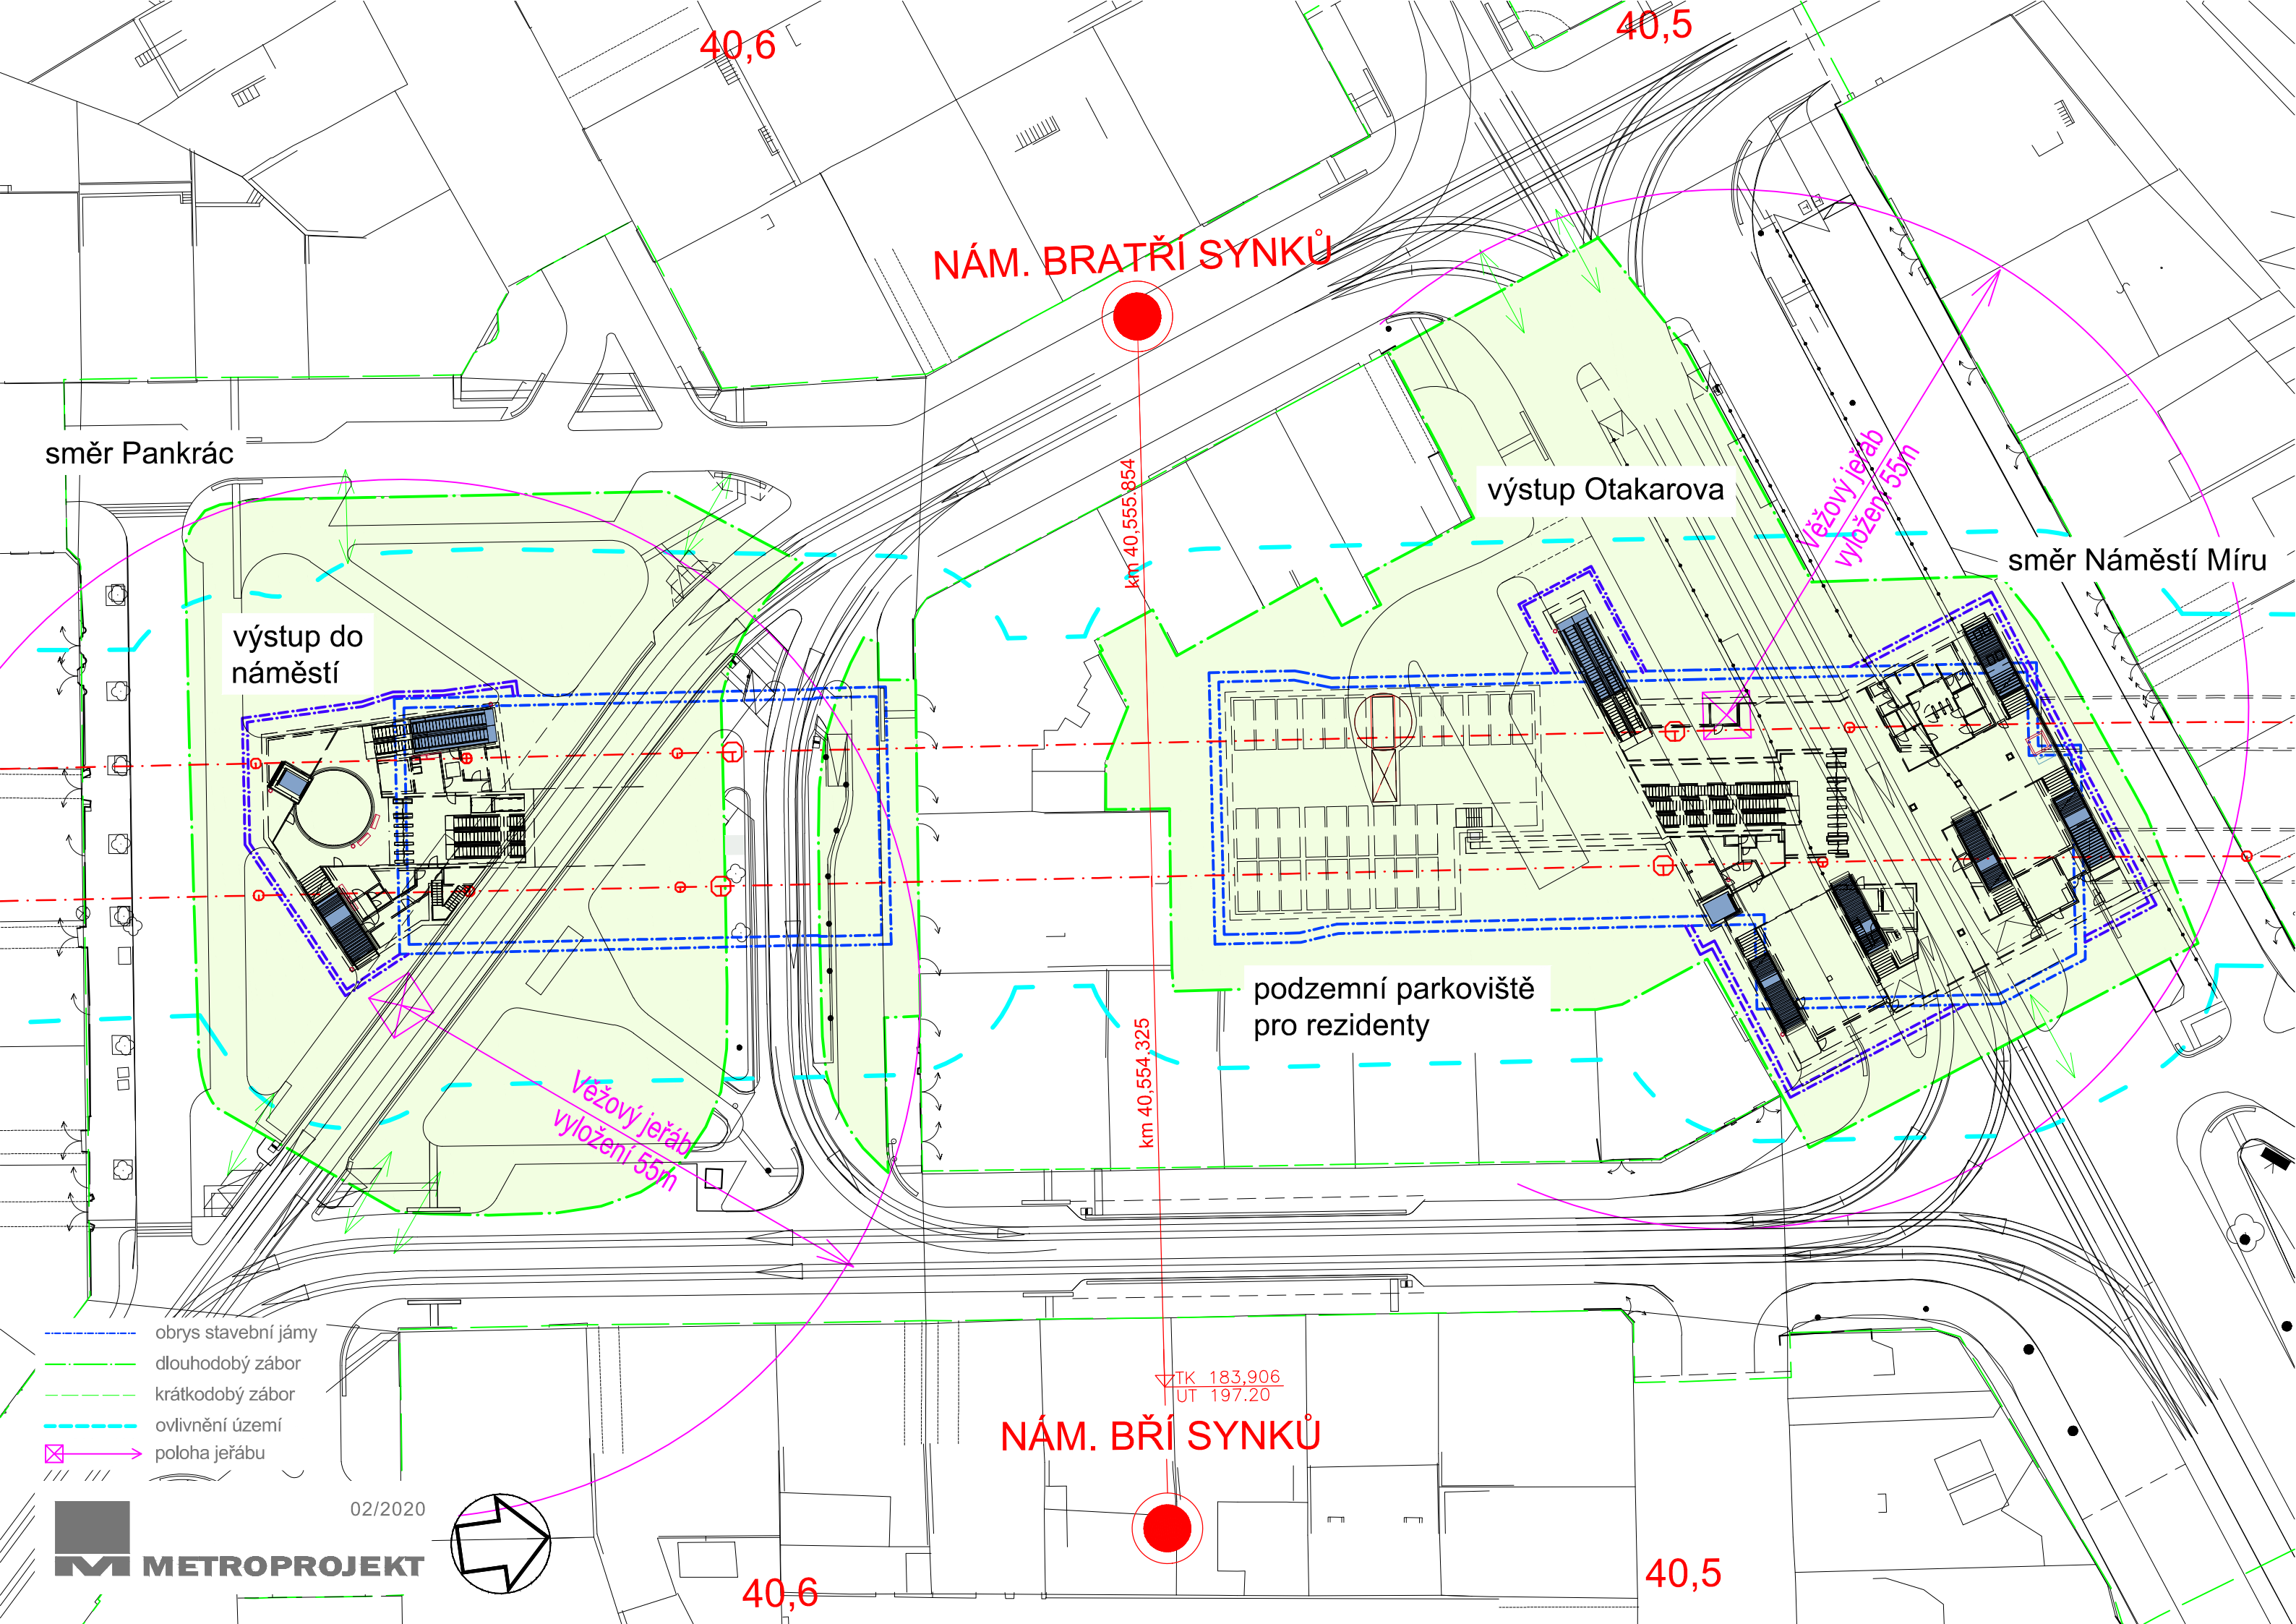 40,6
40,5
NÁM. BRATŘÍ SYNKŮ
směr Pankrác
km 40,555.854
výstup Otakarova
Věžový jeřáb
vyložení 55m
směr Náměstí Míru
výstup do
náměstí
podzemní parkoviště
pro rezidenty
km 40,554.325
Věžový jeřáb
vyložení 55m
obrys stavební jámy
dlouhodobý zábor
krátkodobý zábor
ovlivnění území
poloha jeřábu
TK 183,906
UT 197.20
NÁM. BŘÍ SYNKŮ
02/2020
METROPROJEKT
40,6
40,5